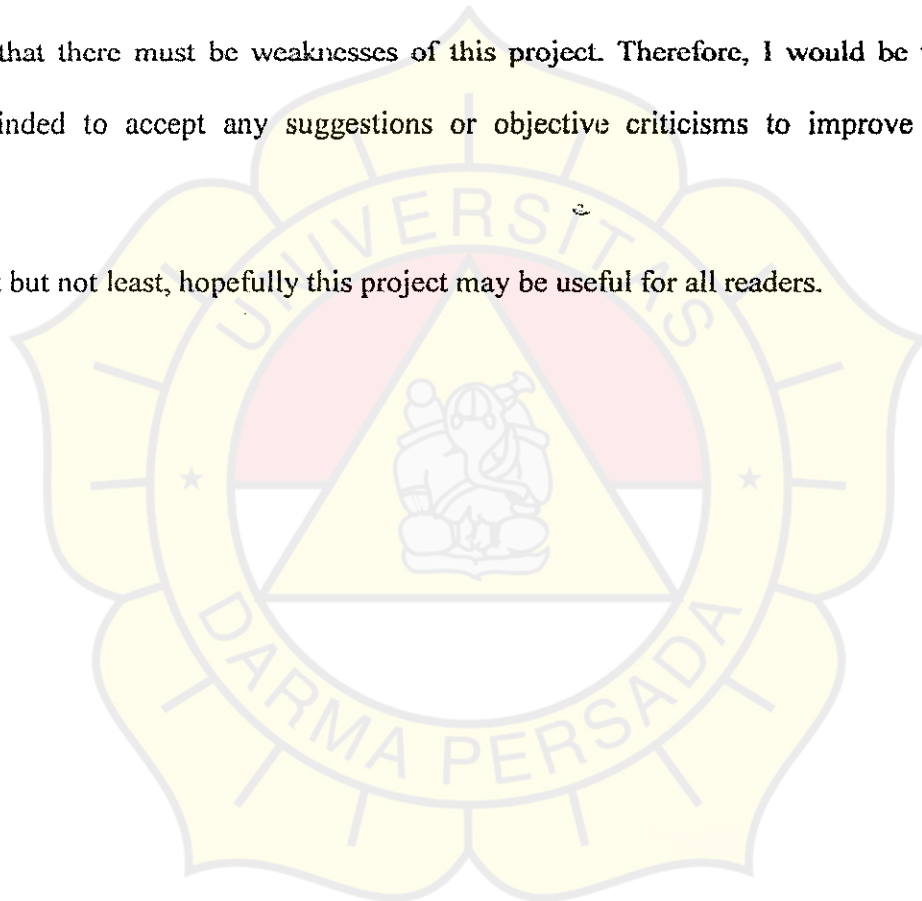 that there must be weaknesses of this project. Therefore, I would be
inded to accept any suggestions or objective criticisms to improve
but not least, hopefully this project may be useful for all readers.
UNIVERSITAS
DARMA PERSADA